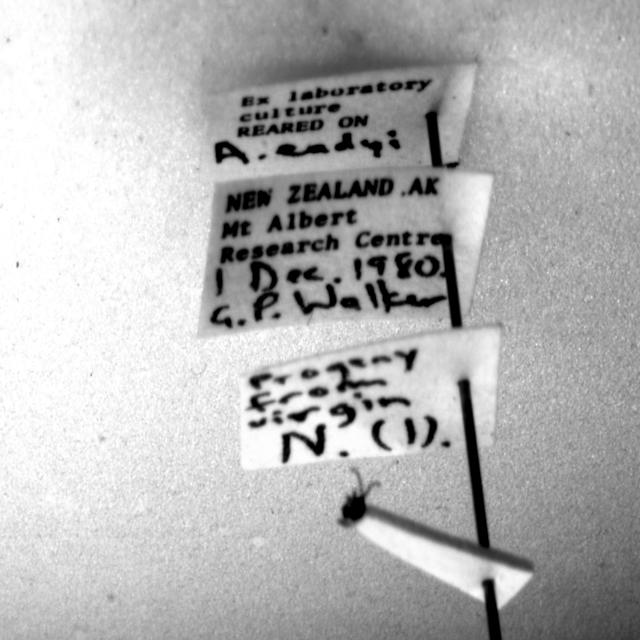 Ex laboratory
culture
REARED ON
A. eadyi
NEW ZEALAND.AK
Mt Albert
Research Centre
1 Dec. 1980.
G.P. Walker
Progeny
from
virgin
N. (1).